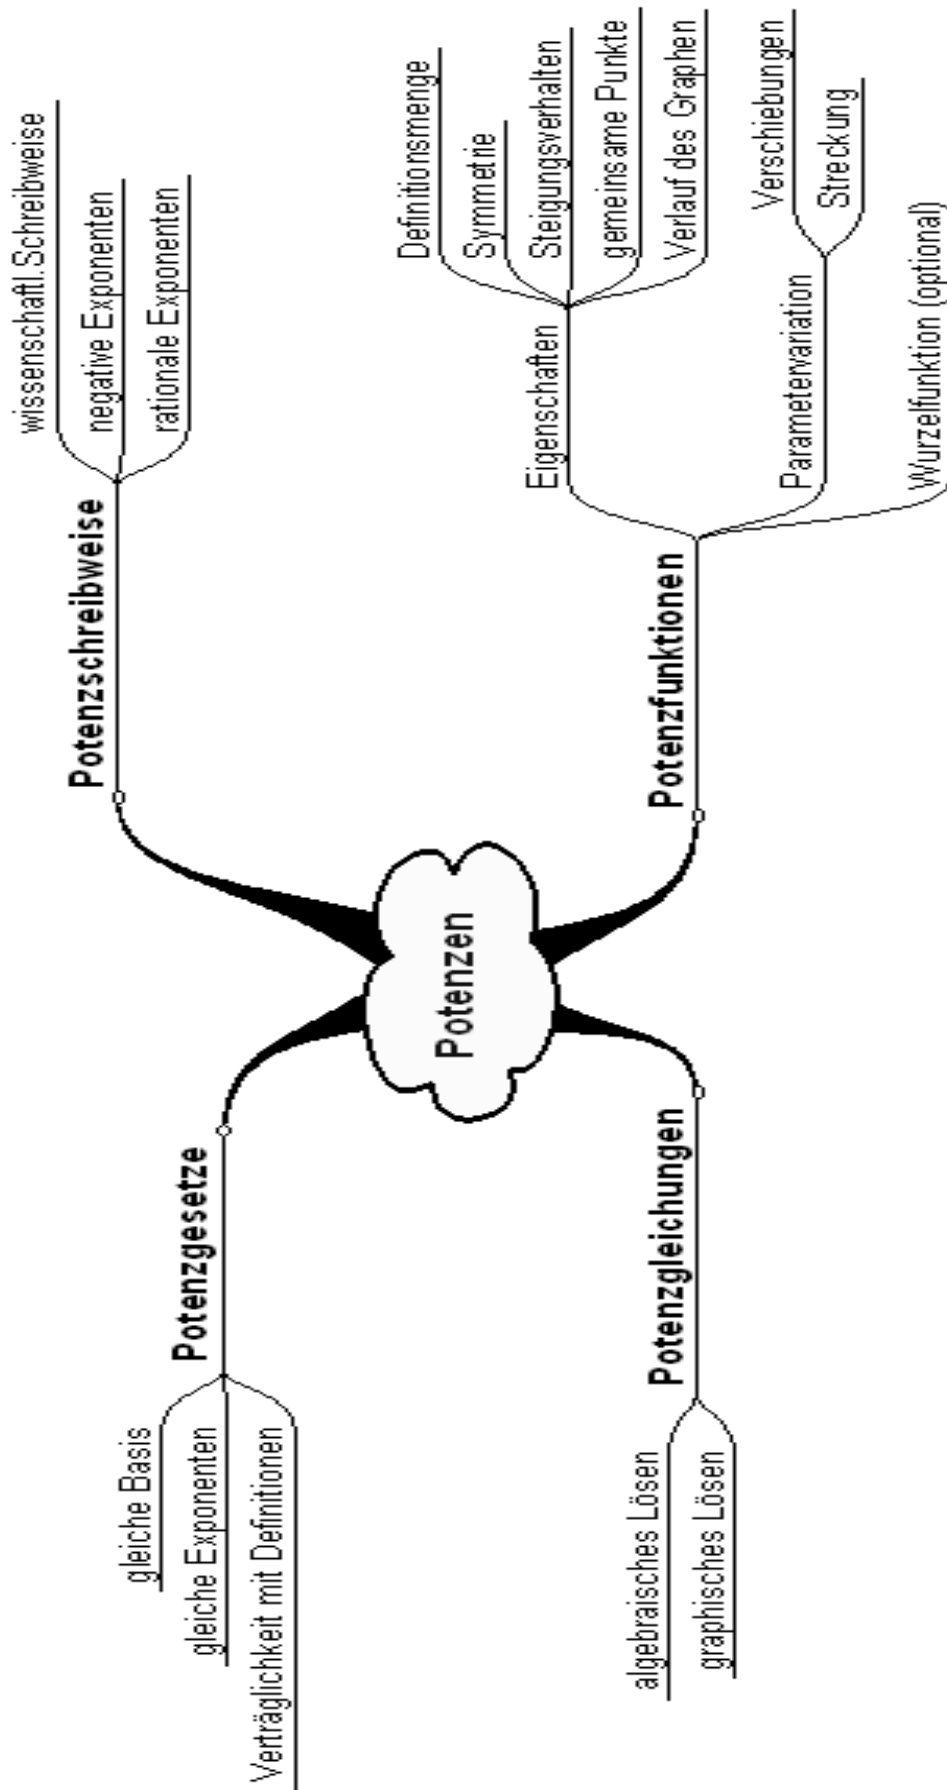 Potenzen
Potenzschreibweise
wissenschaftl.Schreibweise
negative Exponenten
rationale Exponenten
Potenzfunktionen
Eigenschaften
Definitionsmenge
Symmetrie
Steigungsverhalten
gemeinsame Punkte
Verlauf des Graphen
Parametervariation
Verschiebungen
Streckung
Wurzelfunktion (optional)
Potenzgesetze
gleiche Basis
gleiche Exponenten
Verträglichkeit mit Definitionen
Potenzgleichungen
algebraisches Lösen
graphisches Lösen